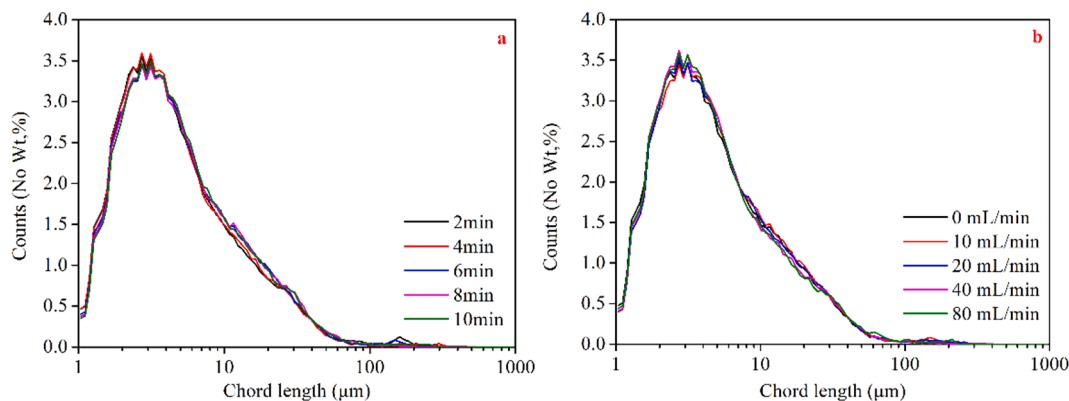 a
4.0
3.5
3.0
2.5
2.0
1.5
1.0
0.5
0.0
Counts (No Wt,%)
1 10 100 1000
Chord length (μm)
2min
4min
6min
8min
10min
b
4.0
3.5
3.0
2.5
2.0
1.5
1.0
0.5
0.0
Counts (No Wt,%)
1 10 100 1000
Chord length (μm)
0 mL/min
10 mL/min
20 mL/min
40 mL/min
80 mL/min